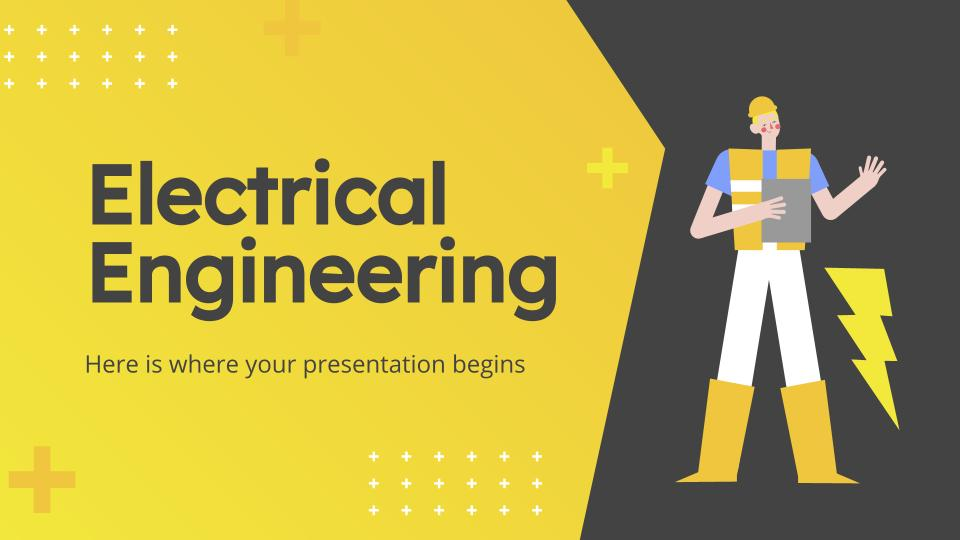 Electrical
Engineering
Here is where your presentation begins